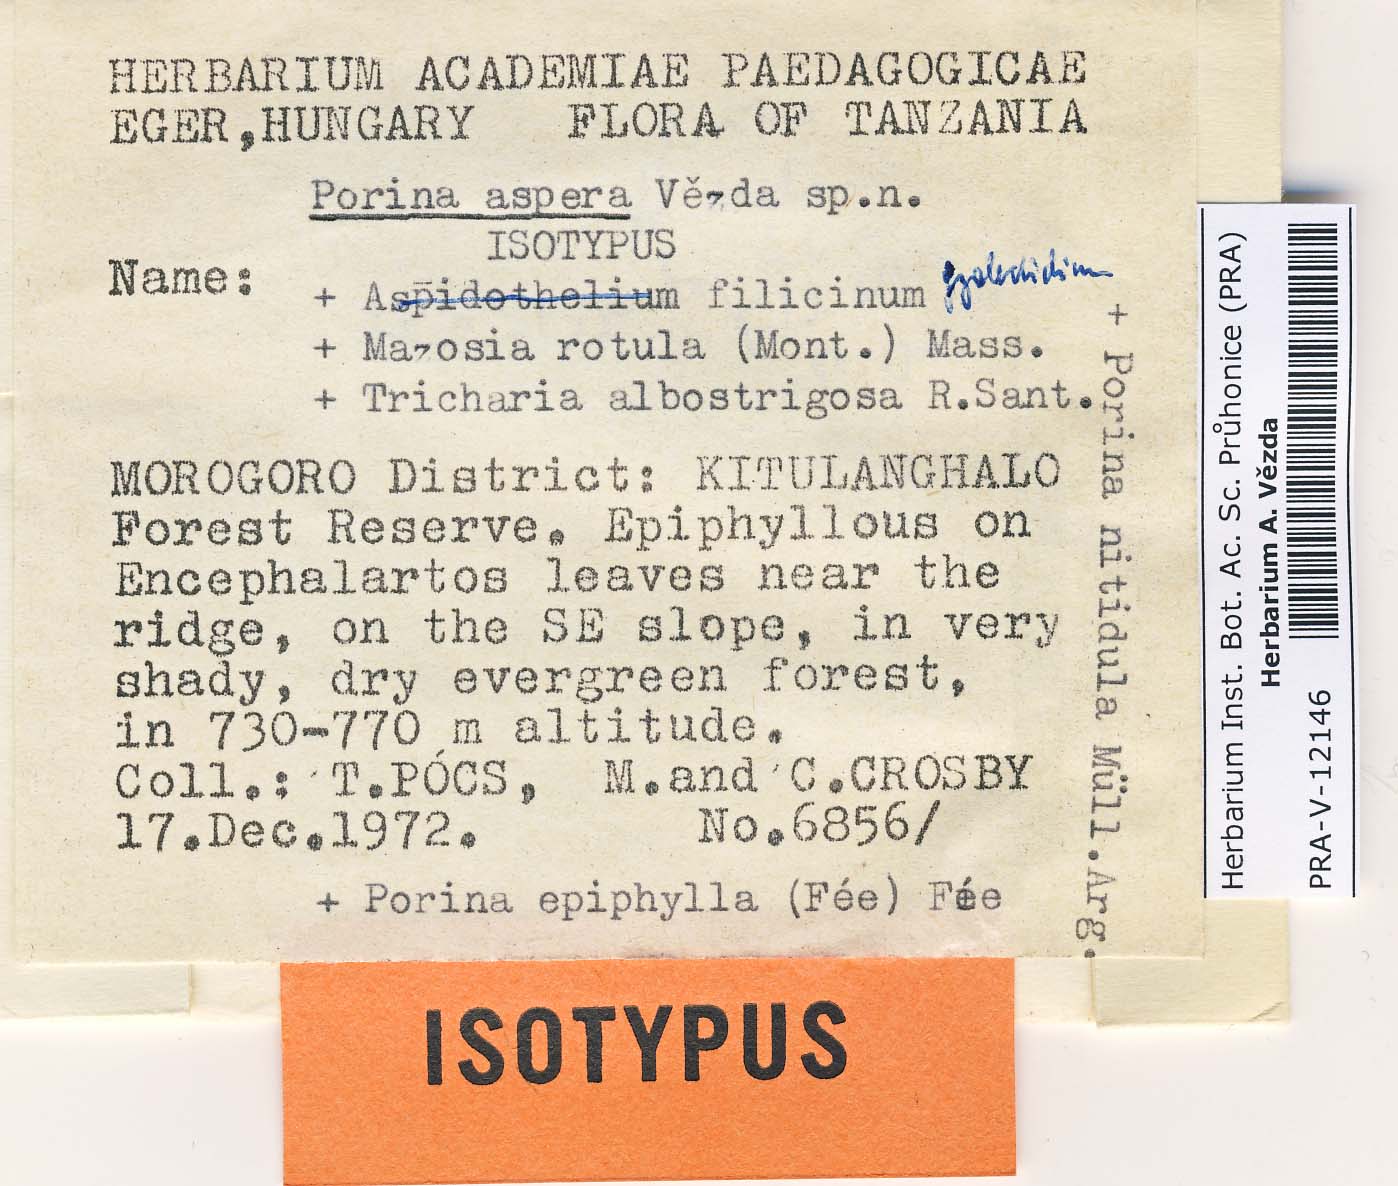 HERBARIUM ACADEMIAE PAEDAGOGICAE
EGER,HUNGARY FLORA OF TANZANIA
Porina aspera Vězda sp.n.
ISOTYPUS
Name:
+ Aspidothelium filicinum
+ Mazosia rotula (Mont.) Mass.
+ Tricharia albostrigosa R.Sant.
MOROGORO District: KITULANGHALO
Forest Reserve. Epiphyllous on
Encephalartos leaves near the
ridge, on the SE slope, in very
shady, dry evergreen forest,
in 730-770 m altitude.
Coll.: T.PÓCS, M.and C.CROSBY
17.Dec.1972. No.6856/
+ Porina epiphylla (Fée) Fée
+ Porina nitidula Müll.Arg.
ISOTYPUS
Herbarium Inst. Bot. Ac. Sc. Průhonice (PRA)
Herbarium A. Vězda
PRA-V-12146